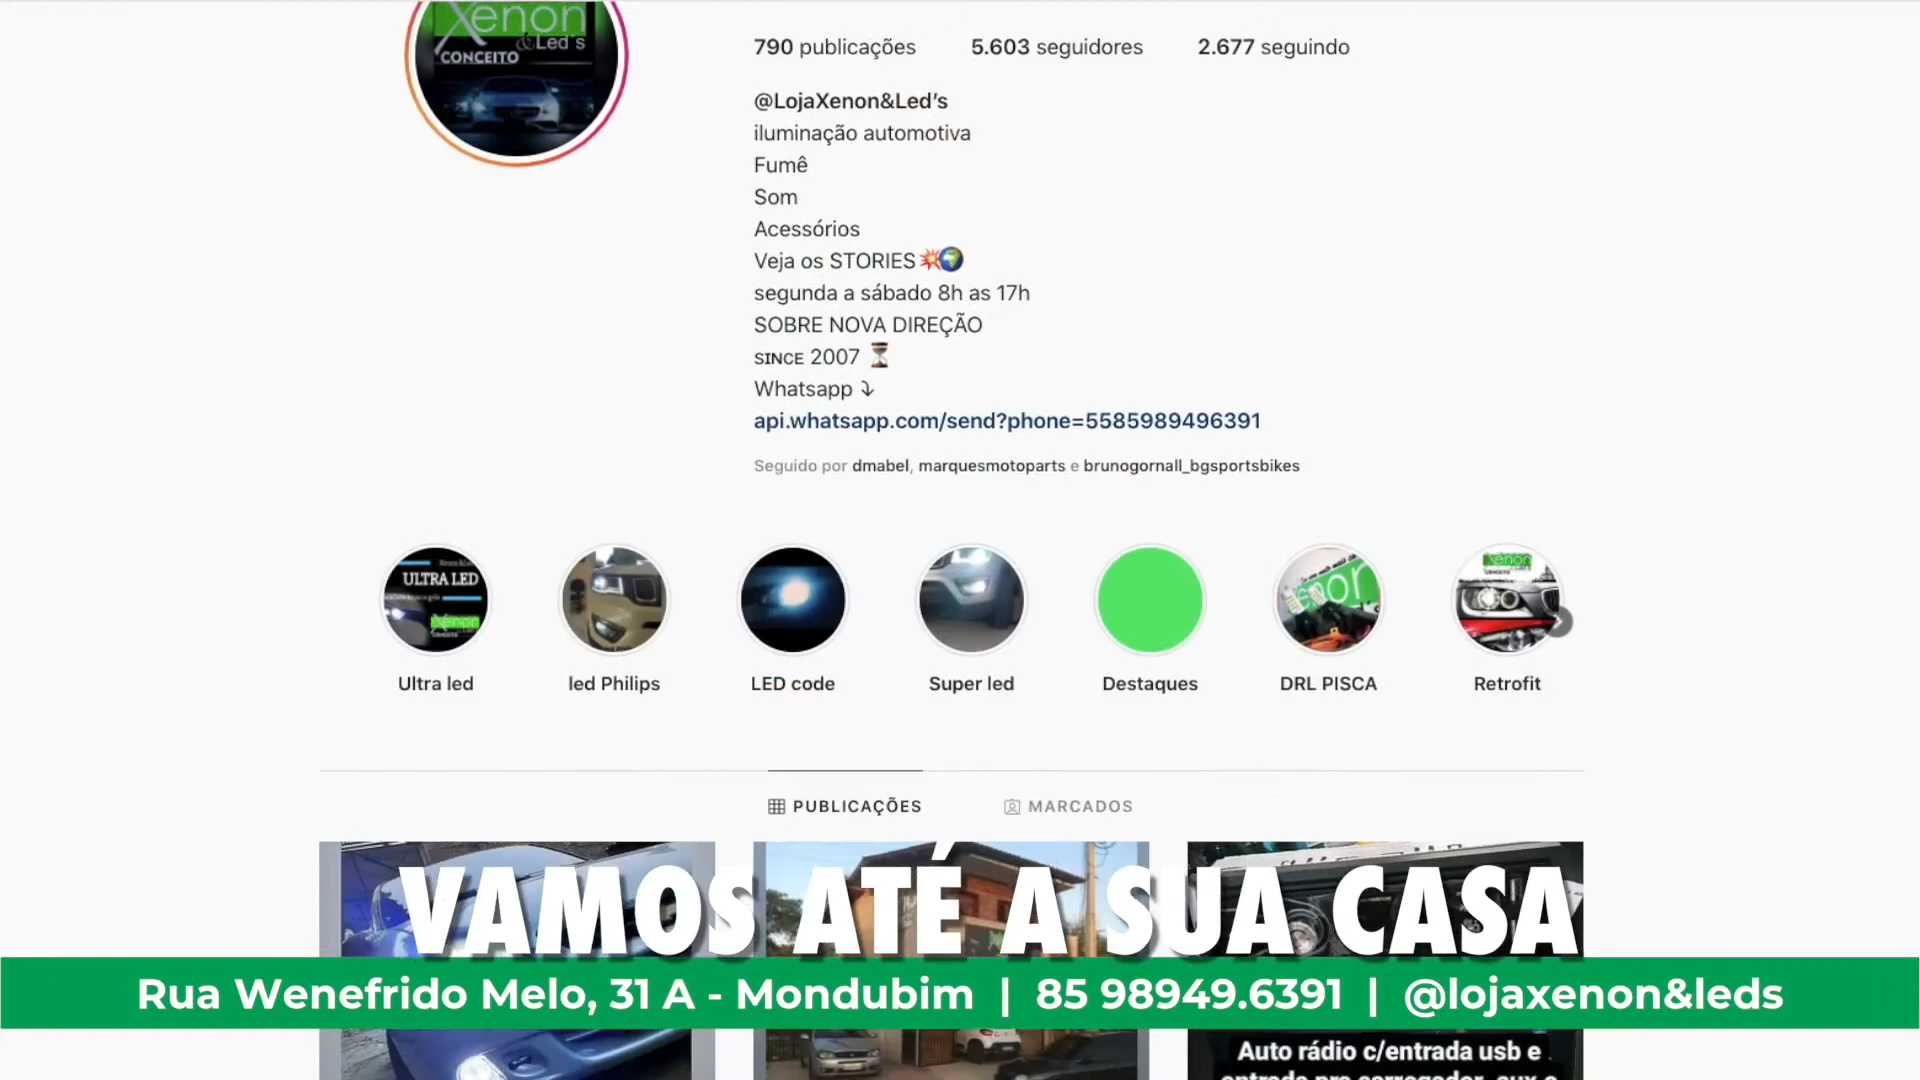 Xenon
& Led's
CONCEITO
790 publicações 5.603 seguidores 2.677 seguindo
@LojaXenon&Led’s
iluminação automotiva
Fumê
Som
Acessórios
Veja os STORIES💥🌍
segunda a sábado 8h as 17h
SOBRE NOVA DIREÇÃO
sɪɴᴄᴇ 2007 ⏳
Whatsapp ⤵
api.whatsapp.com/send?phone=5585989496391
Seguido por dmabel, marquesmotoparts e brunogornall_bgsportsbikes
ULTRA LED
Xenon
Xenon
Xenon
Ultra led
led Philips
LED code
Super led
Destaques
DRL PISCA
Retrofit
PUBLICAÇÕES
MARCADOS
VAMOS ATÉ A SUA CASA
Rua Wenefrido Melo, 31 A - Mondubim | 85 98949.6391 | @lojaxenon&leds
Auto rádio c/entrada usb e